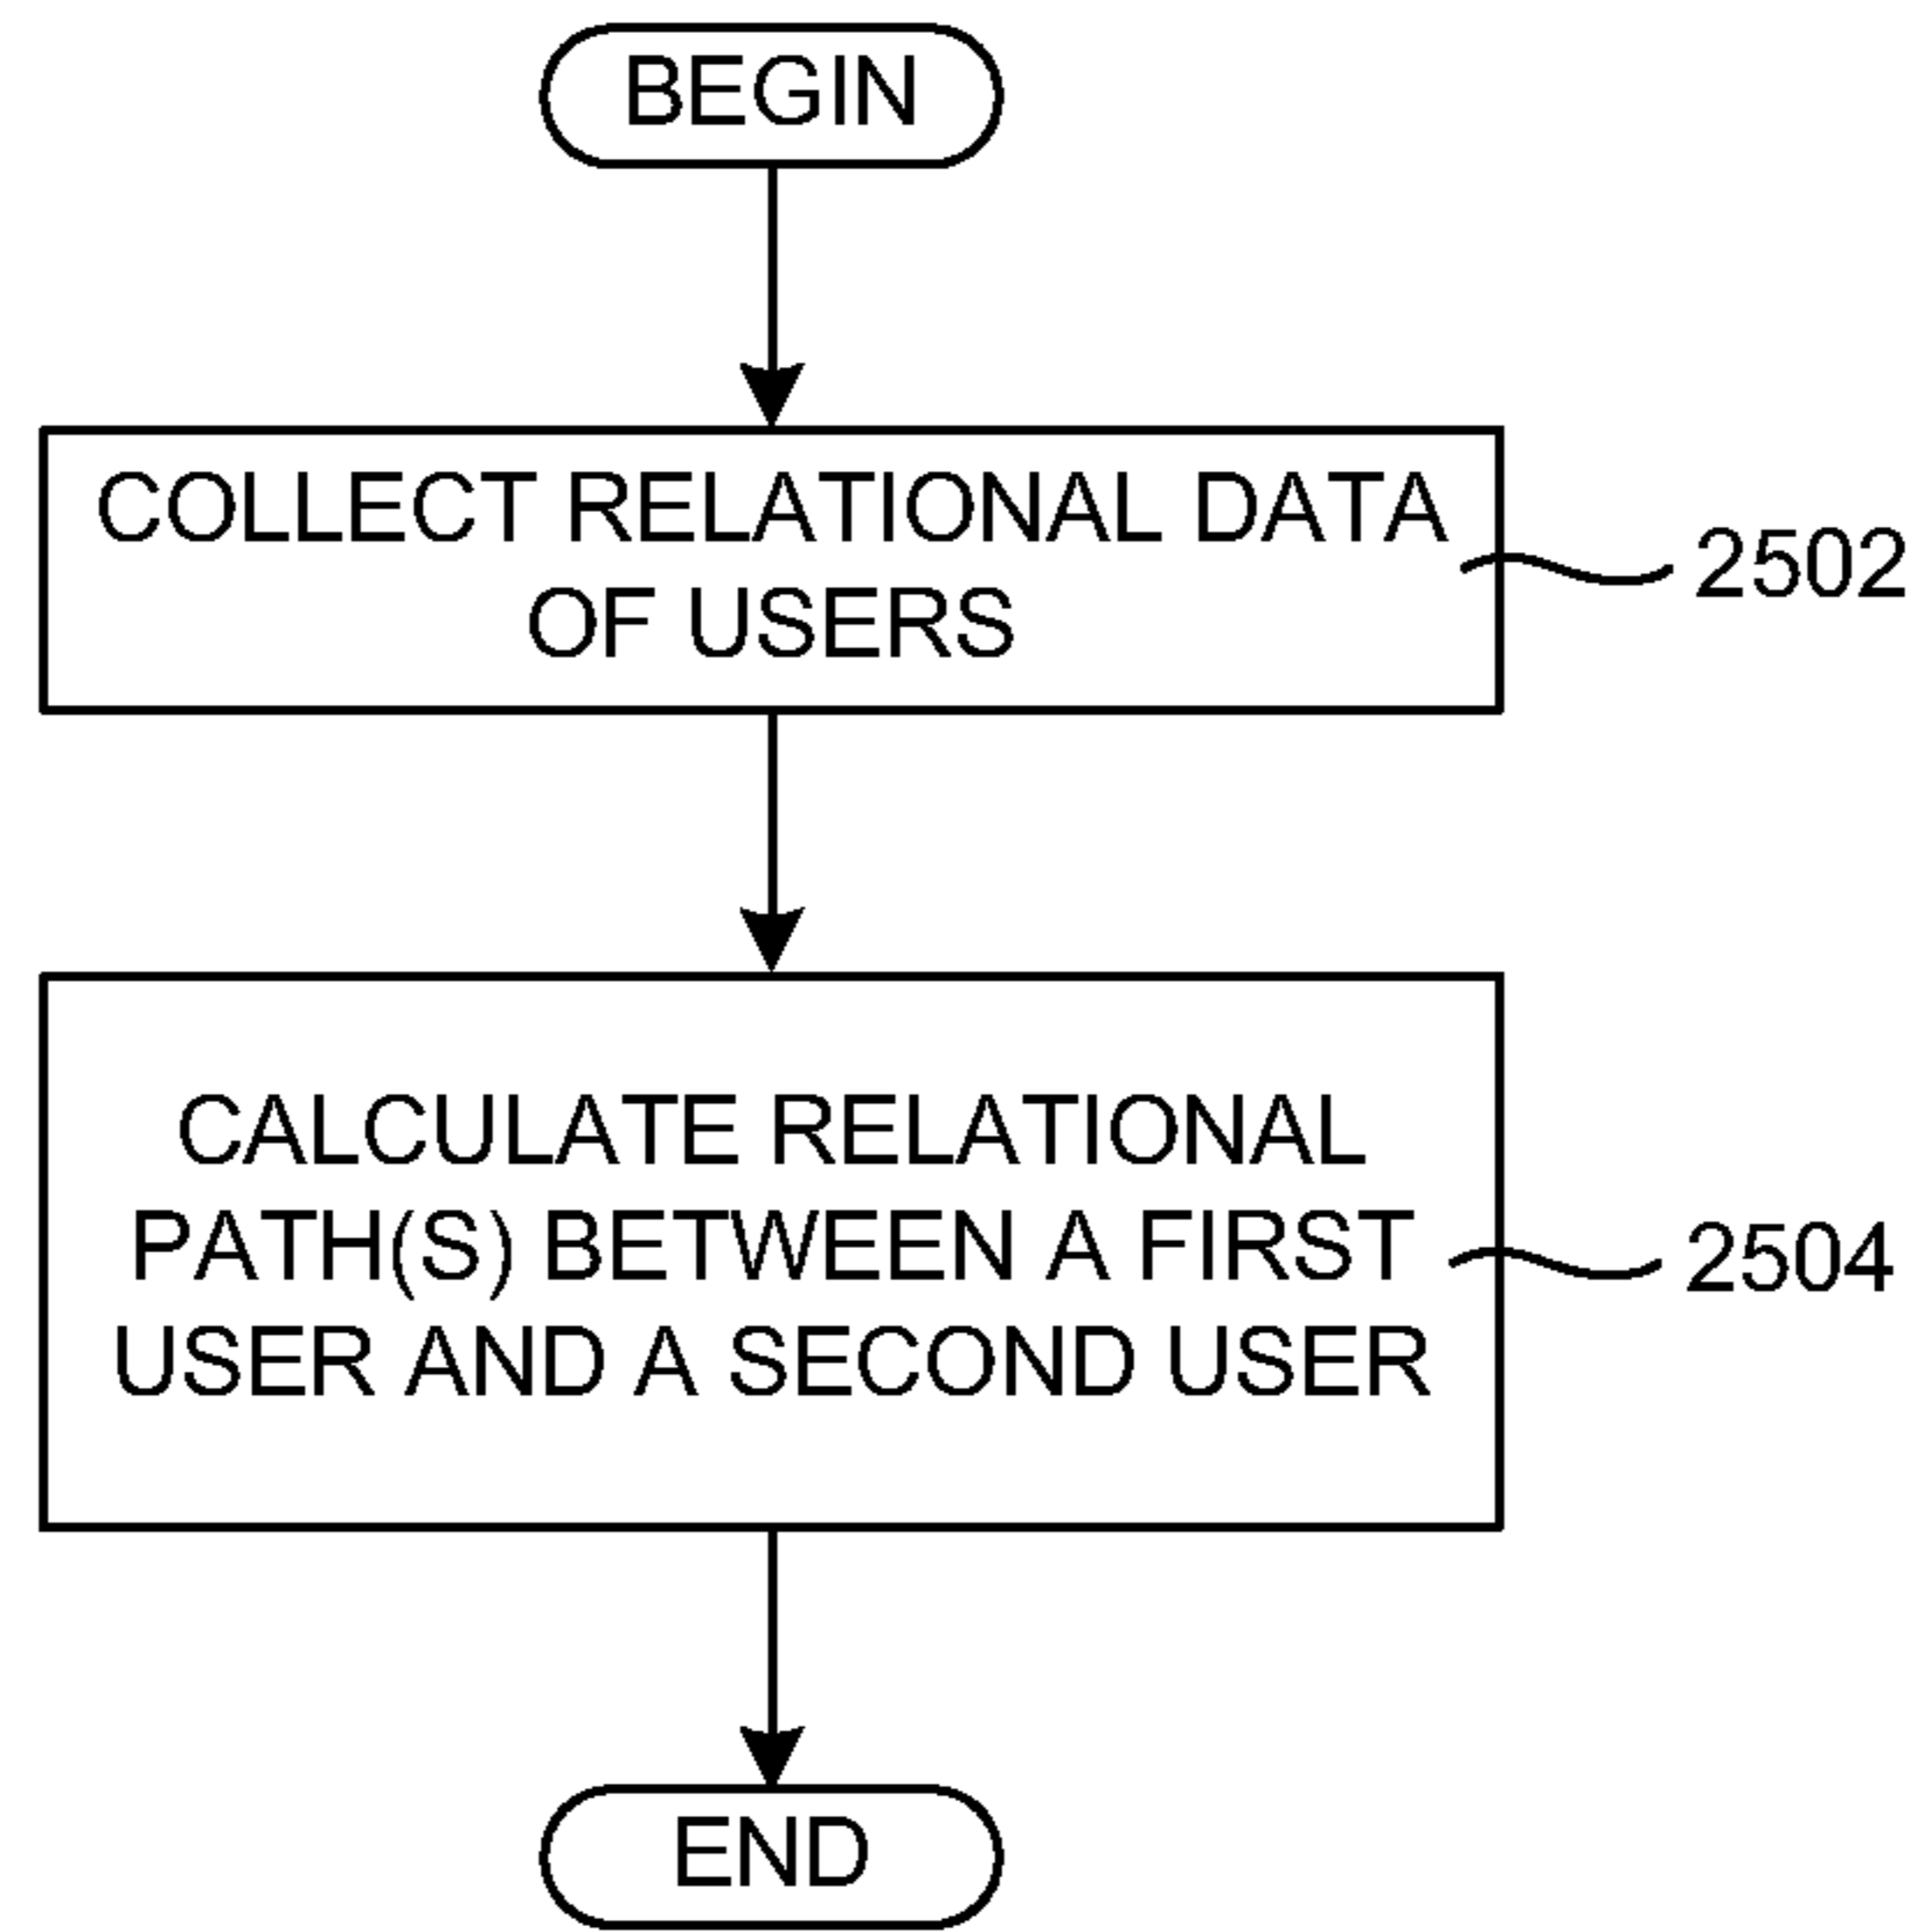 BEGIN
COLLECT RELATIONAL DATA
OF USERS
2502
CALCULATE RELATIONAL
PATH(S) BETWEEN A FIRST
USER AND A SECOND USER
2504
END